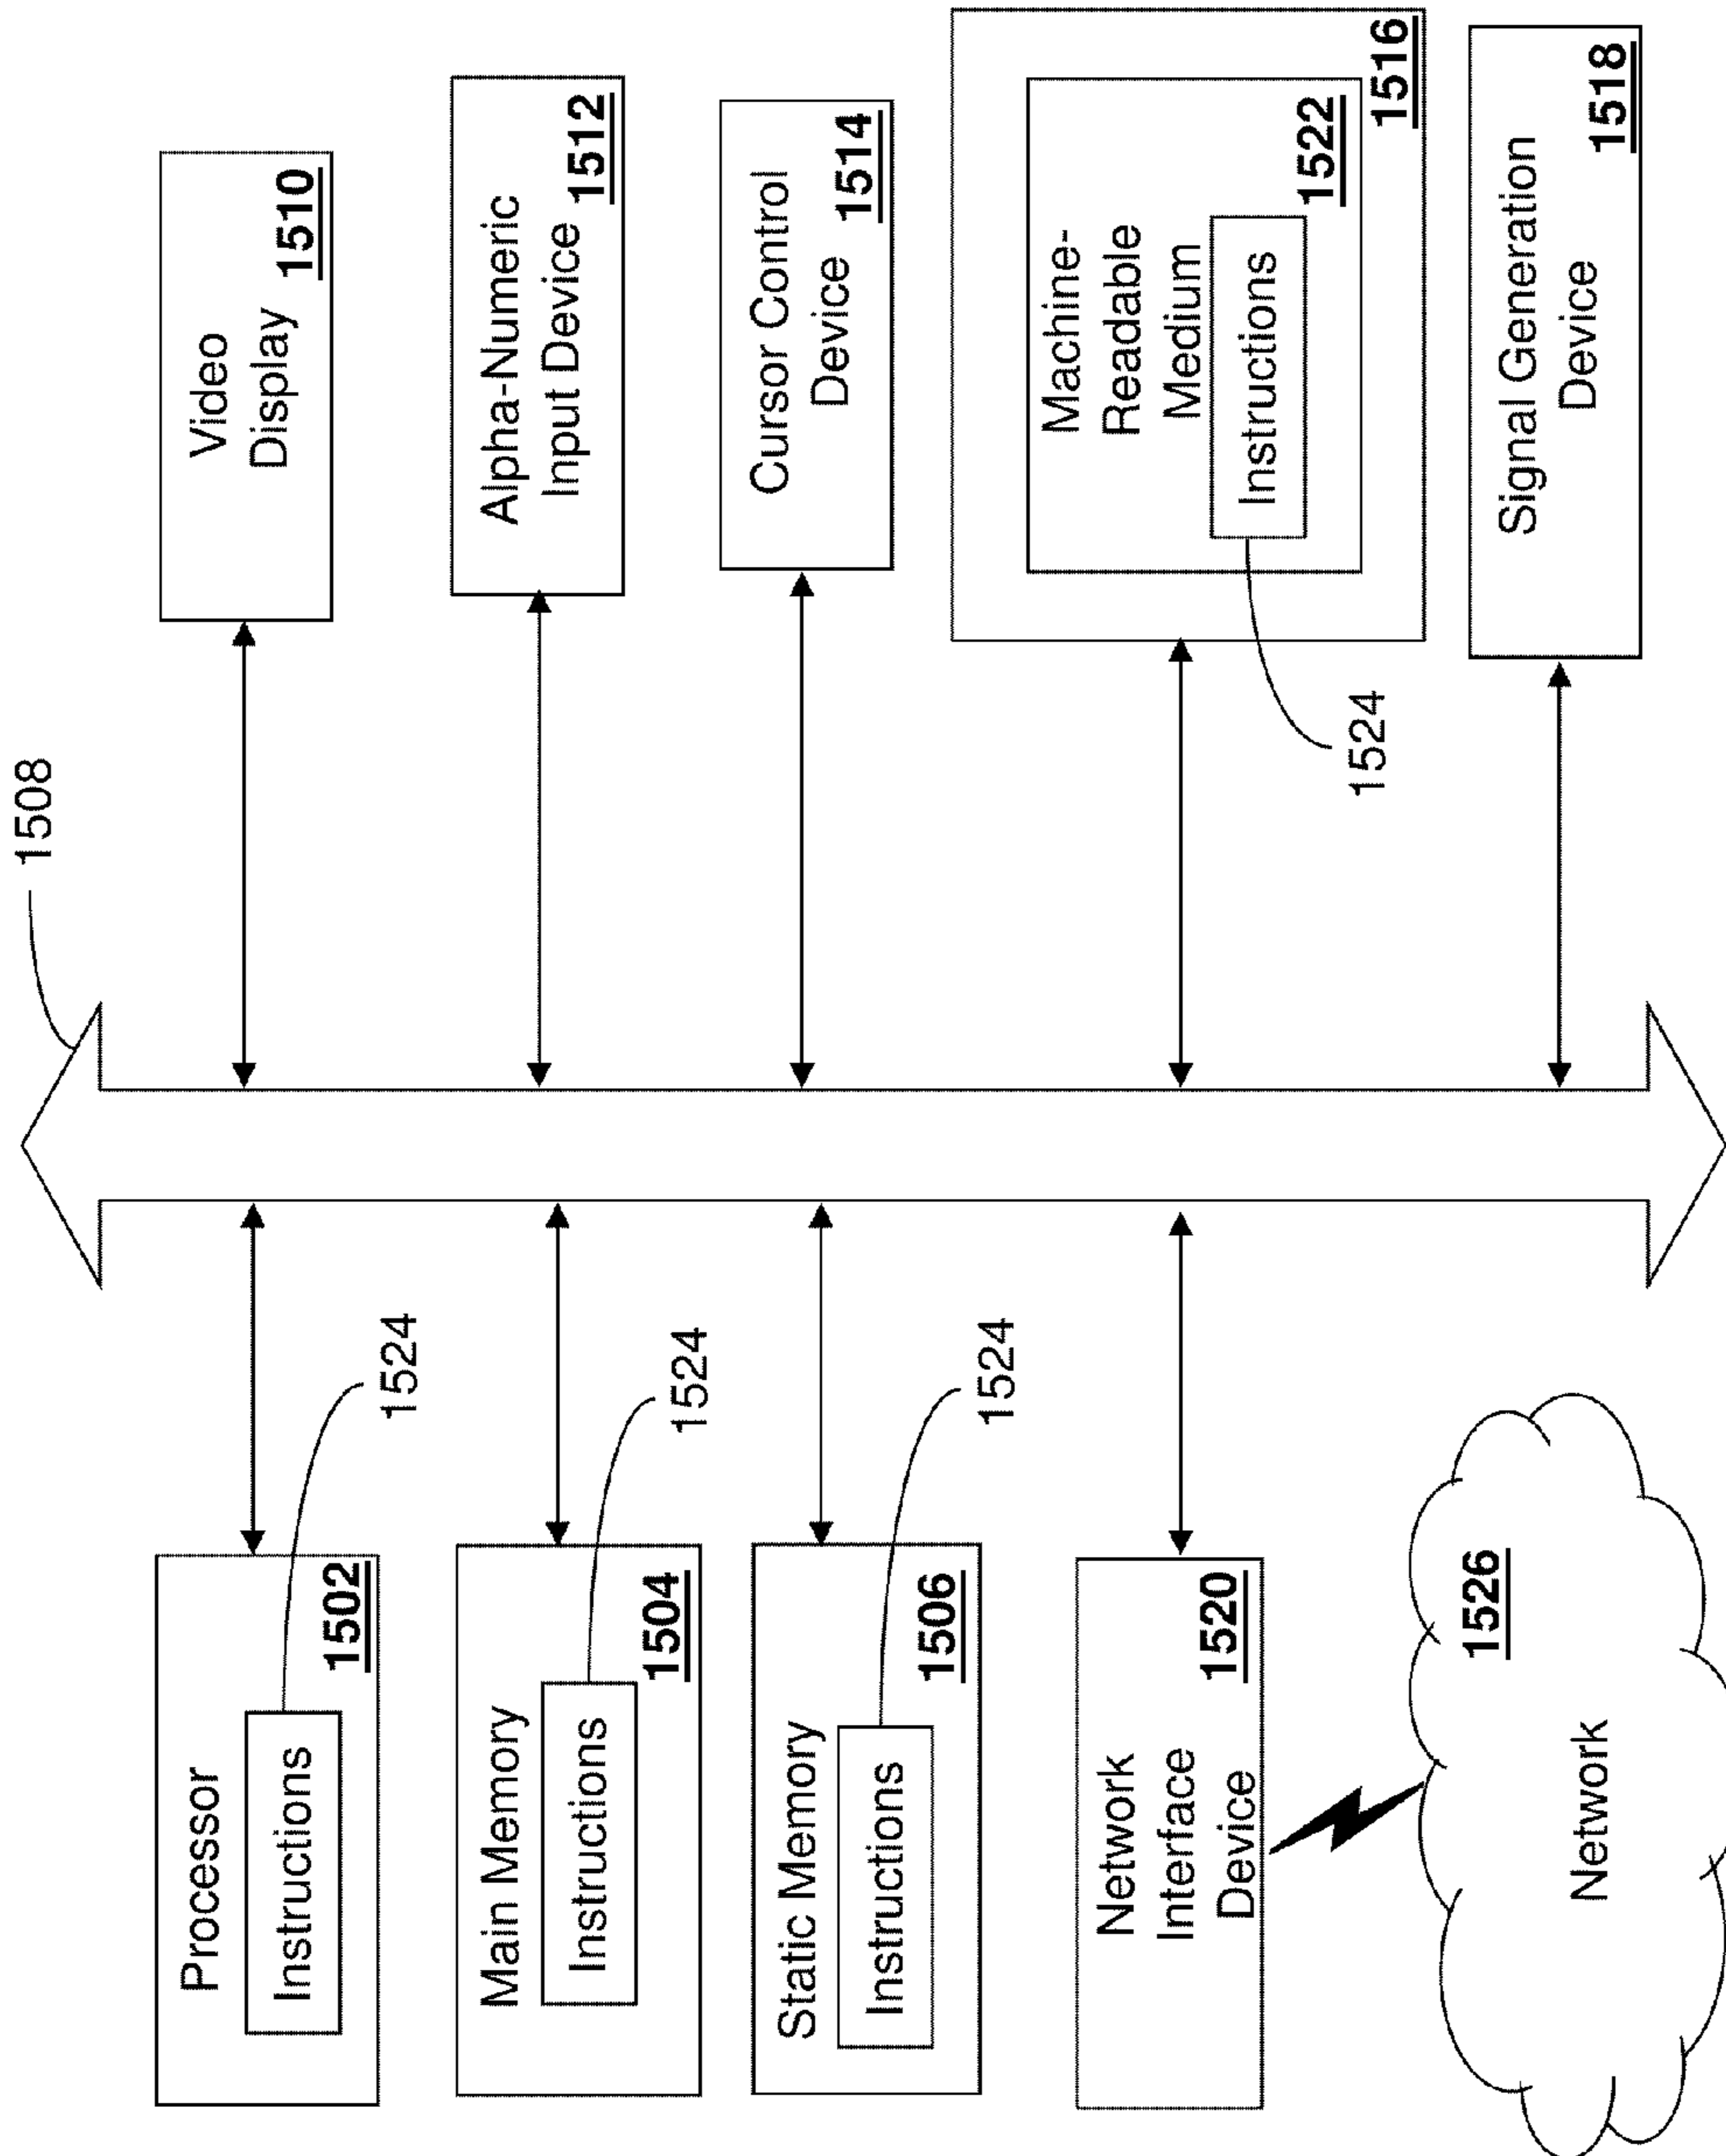 1508
Processor
Instructions
1502
1524
Main Memory
Instructions
1504
1524
Static Memory
Instructions
1506
1524
Network
Interface
Device
1520
1526
Network
Video
Display
1510
Alpha-Numeric
Input Device
1512
Cursor Control
Device
1514
Machine-
Readable
Medium
Instructions
1522
1516
1524
Signal Generation
Device
1518